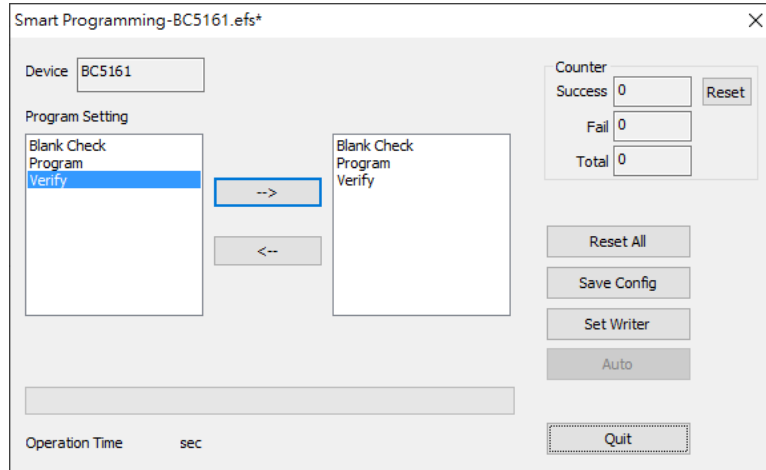 Smart Programming-BC5161.efs*
Device BC5161
Program Setting
Blank Check
Program
Verify
-->
<--
Blank Check
Program
Verify
Counter
Success 0 Reset
Fail 0
Total 0
Reset All
Save Config
Set Writer
Auto
Operation Time sec
Quit